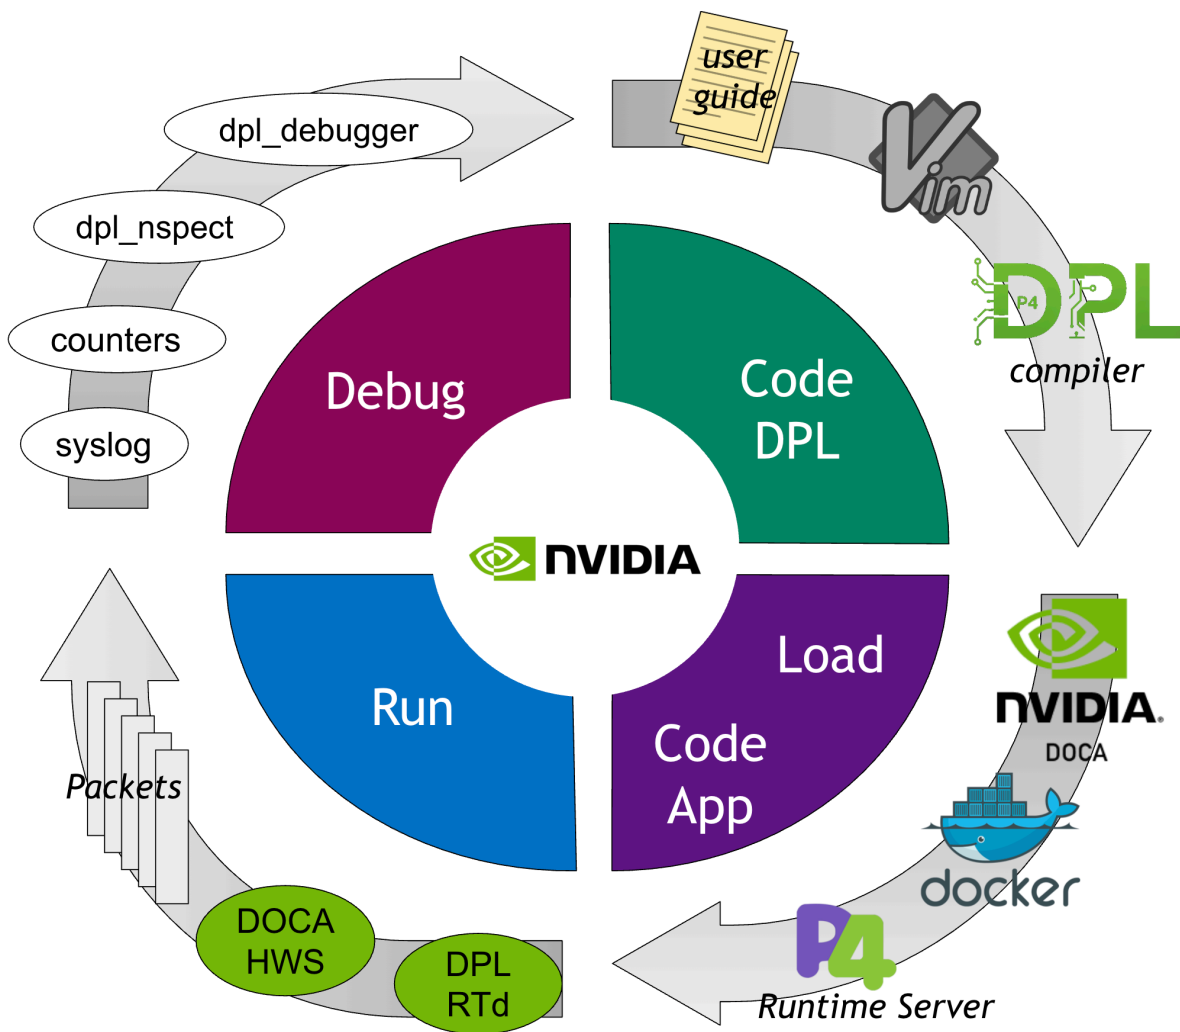 user
guide
Vim
DPL
P4
compiler
dpl_debugger
dpl_nspect
counters
syslog
Debug
Code
DPL
NVIDIA
Run
Load
Code
App
NVIDIA.
DOCA
docker
P4
Runtime Server
DPL
RTd
DOCA
HWS
Packets